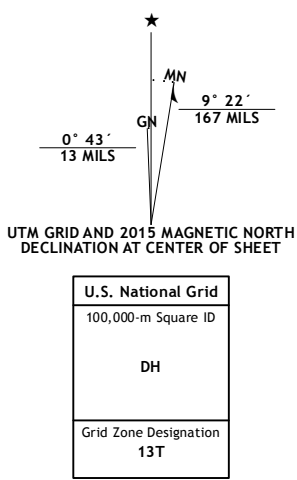 ★
MN
GN
9° 22´
167 MILS
0° 43´
13 MILS
UTM GRID AND 2015 MAGNETIC NORTH
DECLINATION AT CENTER OF SHEET
U.S. National Grid
100,000-m Square ID
DH
Grid Zone Designation
13T